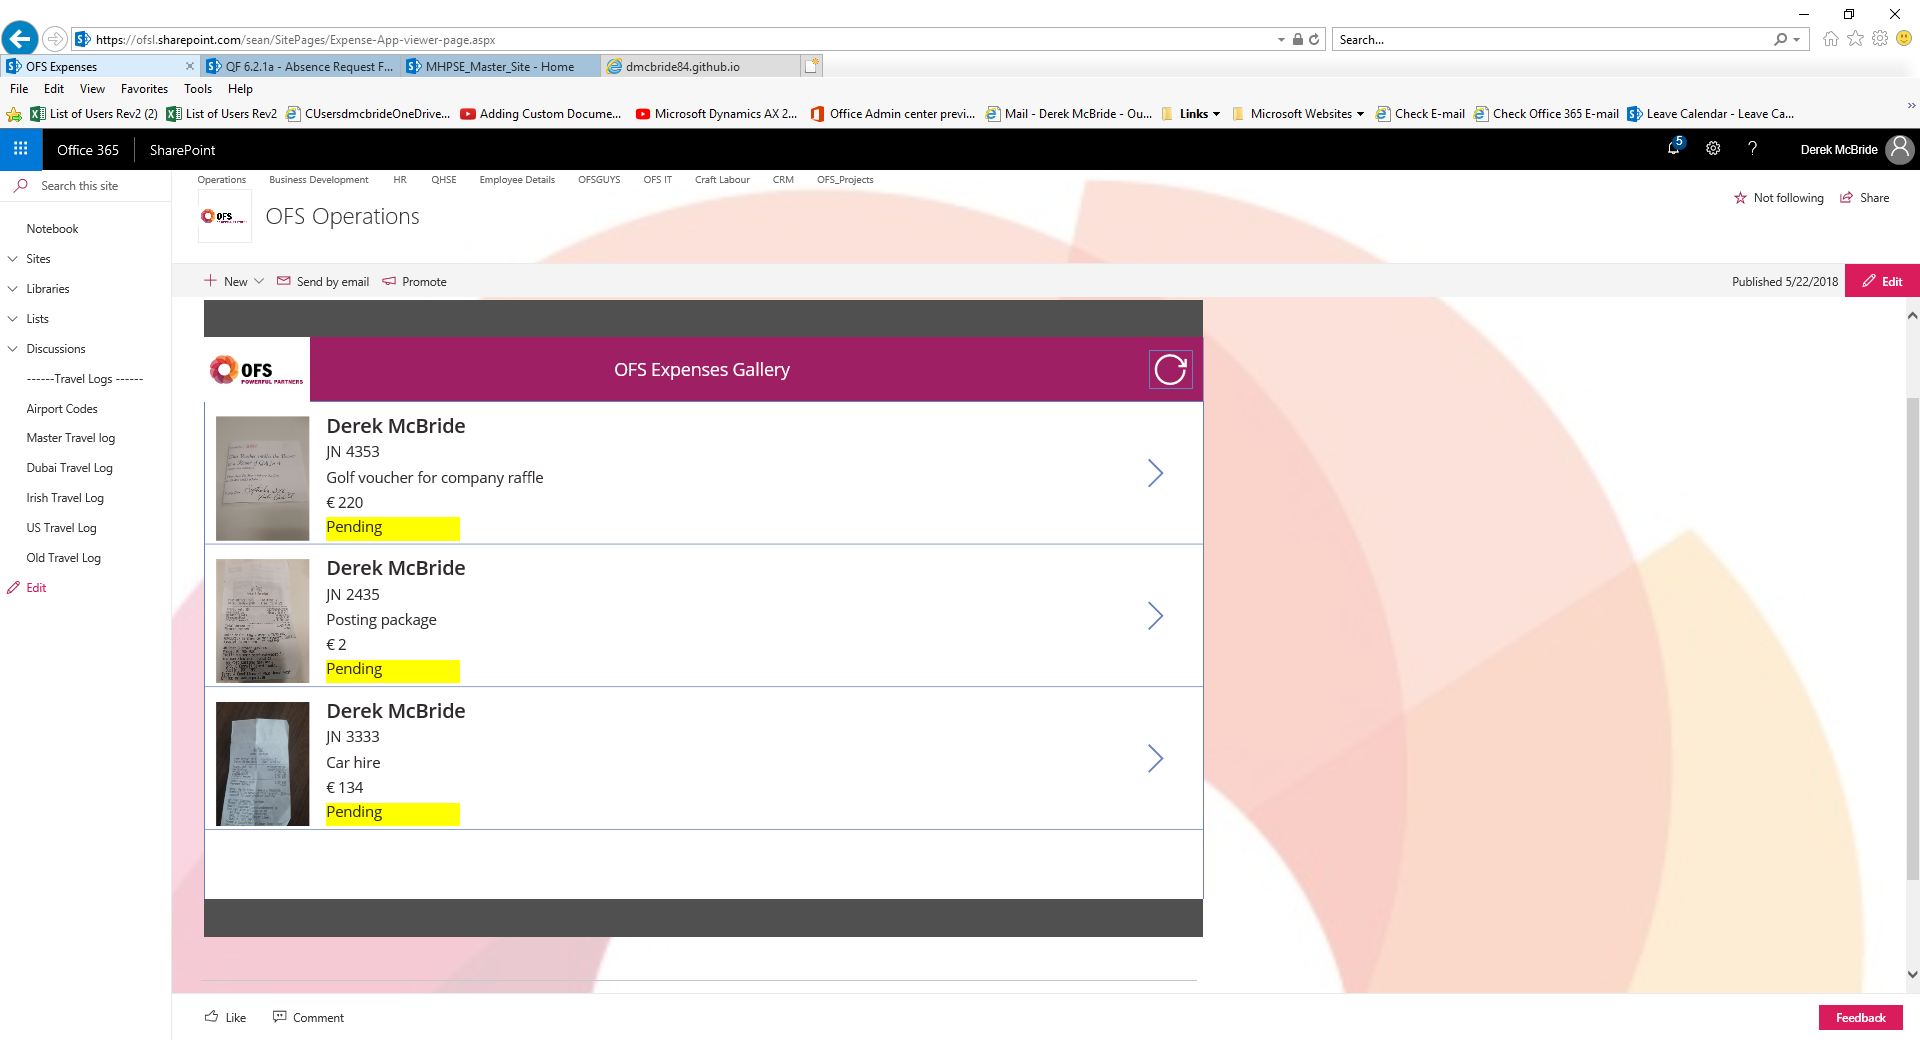 https://ofsl.sharepoint.com/sean/SitePages/Expense-App-viewer-page.aspx
Search...
OFS Expenses
QF 6.2.1a - Absence Request F...
MHPSE_Master_Site - Home
dmcbride84.github.io
File Edit View Favorites Tools Help
List of Users Rev2 (2)
List of Users Rev2
CUsersdmcbrideOneDrive...
Adding Custom Docume...
Microsoft Dynamics AX 2...
Office Admin center previ...
Mail - Derek McBride - Ou...
Links
Microsoft Websites
Check E-mail
Check Office 365 E-mail
Leave Calendar - Leave Ca...
Office 365
SharePoint
5
Derek McBride
Search this site
Operations Business Development HR QHSE Employee Details OFSGUYS OFS IT Craft Labour CRM OFS_Projects
OFS
OFS Operations
Not following
Share
Notebook
Sites
Libraries
Lists
Discussions
------Travel Logs ------
Airport Codes
Master Travel log
Dubai Travel Log
Irish Travel Log
US Travel Log
Old Travel Log
Edit
New
Send by email
Promote
Published 5/22/2018
Edit
OFS
POWERFUL PARTNERS
OFS Expenses Gallery
Derek McBride
JN 4353
Golf voucher for company raffle
€ 220
Pending
Derek McBride
JN 2435
Posting package
€ 2
Pending
Derek McBride
JN 3333
Car hire
€ 134
Pending
Like
Comment
Feedback